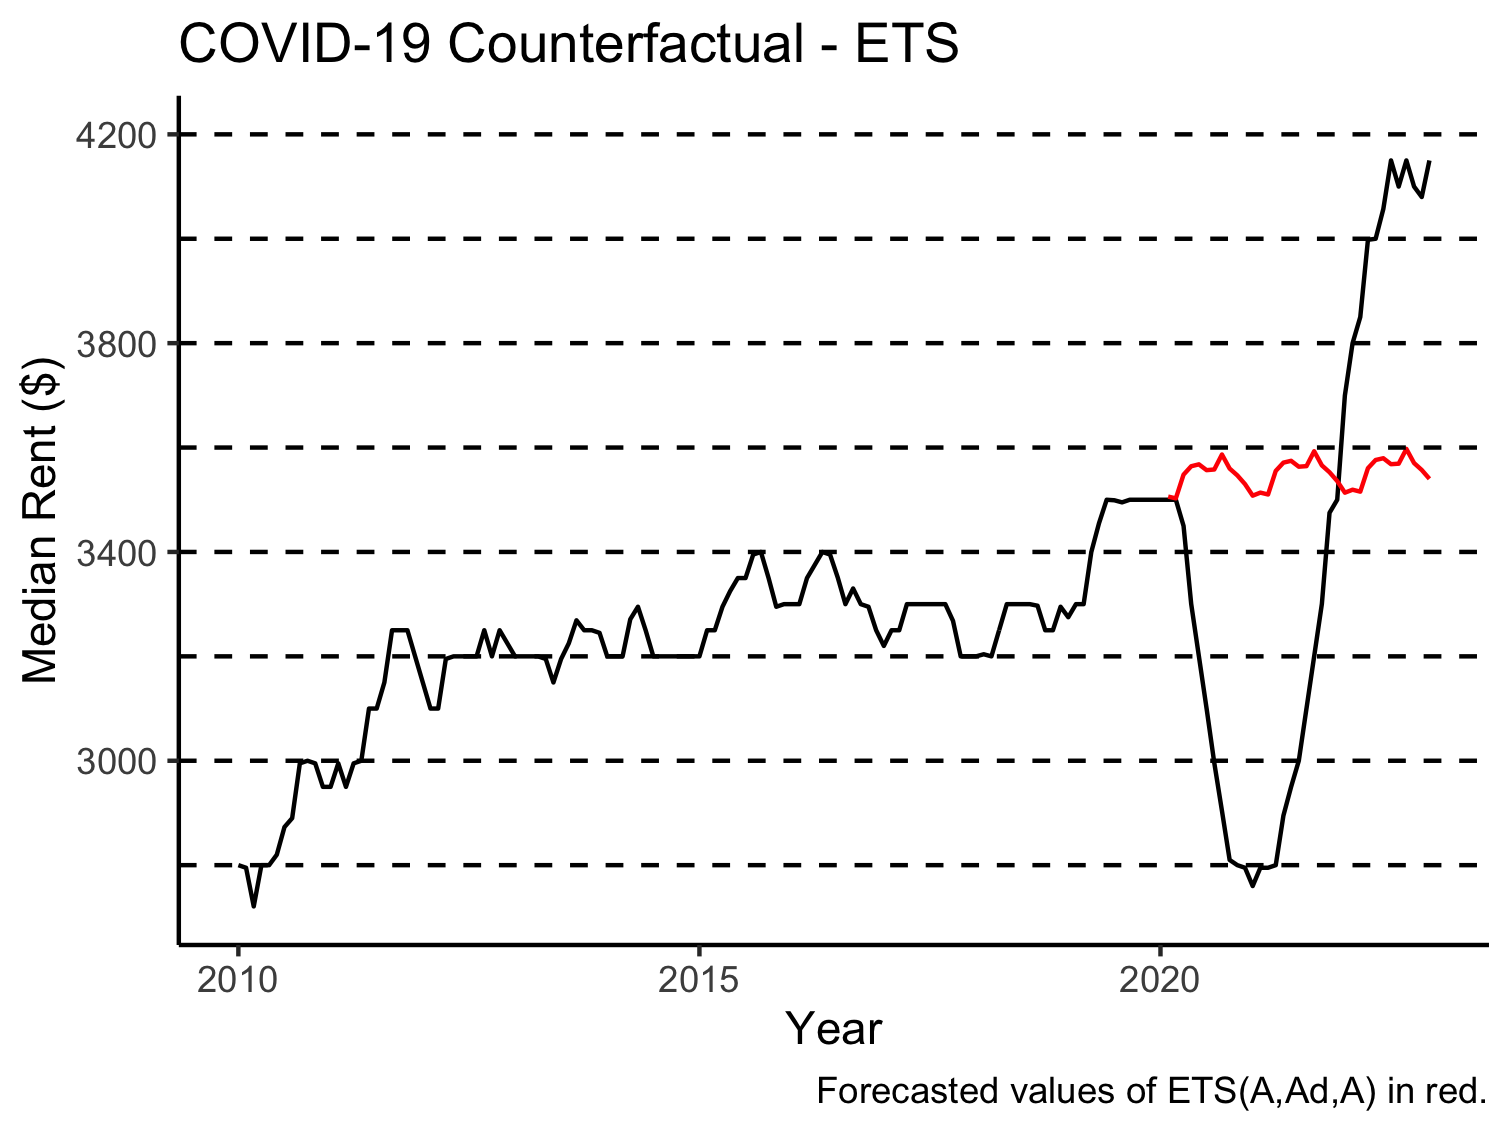 COVID-19 Counterfactual - ETS
4200
3800
3400
3000
Median Rent ($)
2010
2015
2020
Year
Forecasted values of ETS(A,Ad,A) in red.